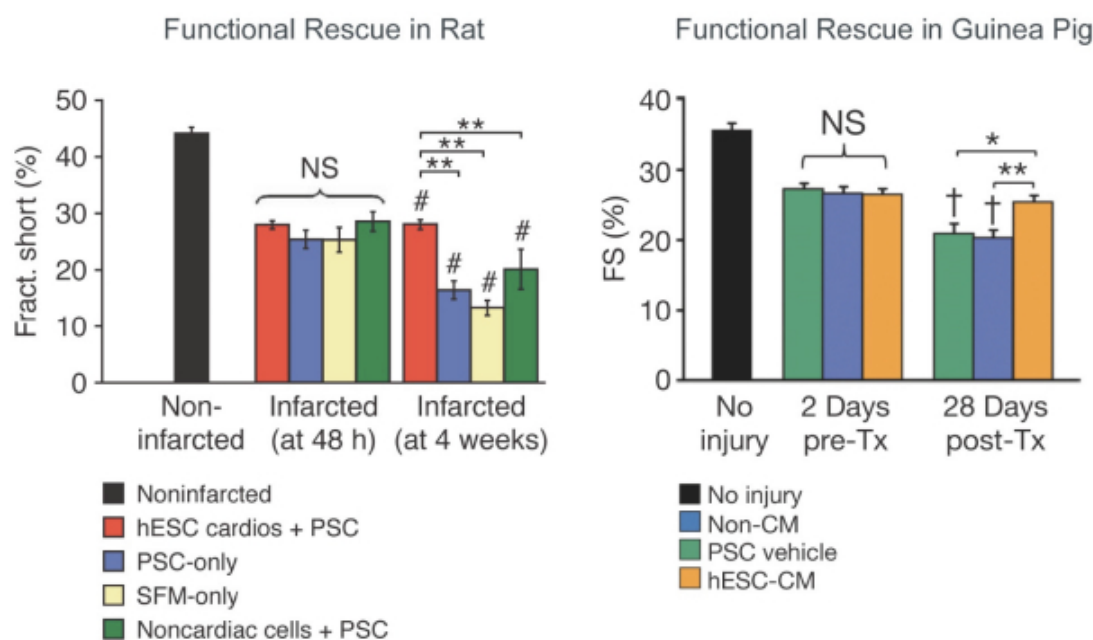 Functional Rescue in Rat
Fract. short (%)
50
40
30
20
10
0
NS
**
**
**
#
#
#
#
Non-
infarcted
Infarcted
(at 48 h)
Infarcted
(at 4 weeks)
Noninfarcted
hESC cardios + PSC
PSC-only
SFM-only
Noncardiac cells + PSC
Functional Rescue in Guinea Pig
FS (%)
40
30
20
10
0
NS
*
**
†
†
No
injury
2 Days
pre-Tx
28 Days
post-Tx
No injury
Non-CM
PSC vehicle
hESC-CM